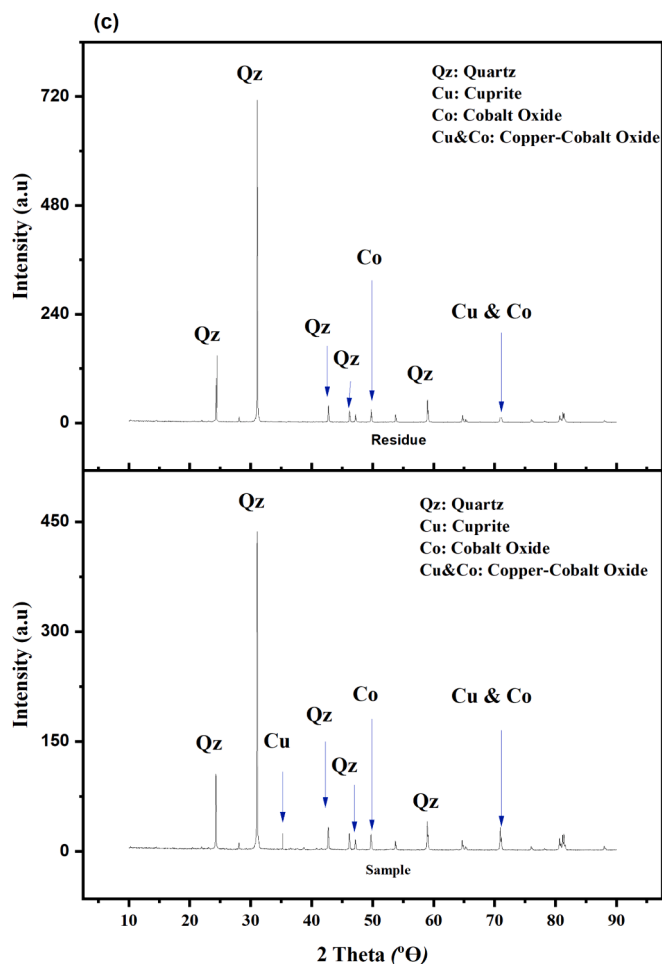 (c)
Qz
Qz: Quartz
Cu: Cuprite
Co: Cobalt Oxide
Cu&Co: Copper-Cobalt Oxide
720
480
240
0
Intensity (a.u)
Co
Cu & Co
Qz
Qz
Qz
Qz
Residue
Qz
Qz: Quartz
Cu: Cuprite
Co: Cobalt Oxide
Cu&Co: Copper-Cobalt Oxide
450
300
150
0
Intensity (a.u)
Co
Cu & Co
Qz
Qz
Cu
Qz
Qz
Sample
10 20 30 40 50 60 70 80 90
2 Theta (ºϴ)